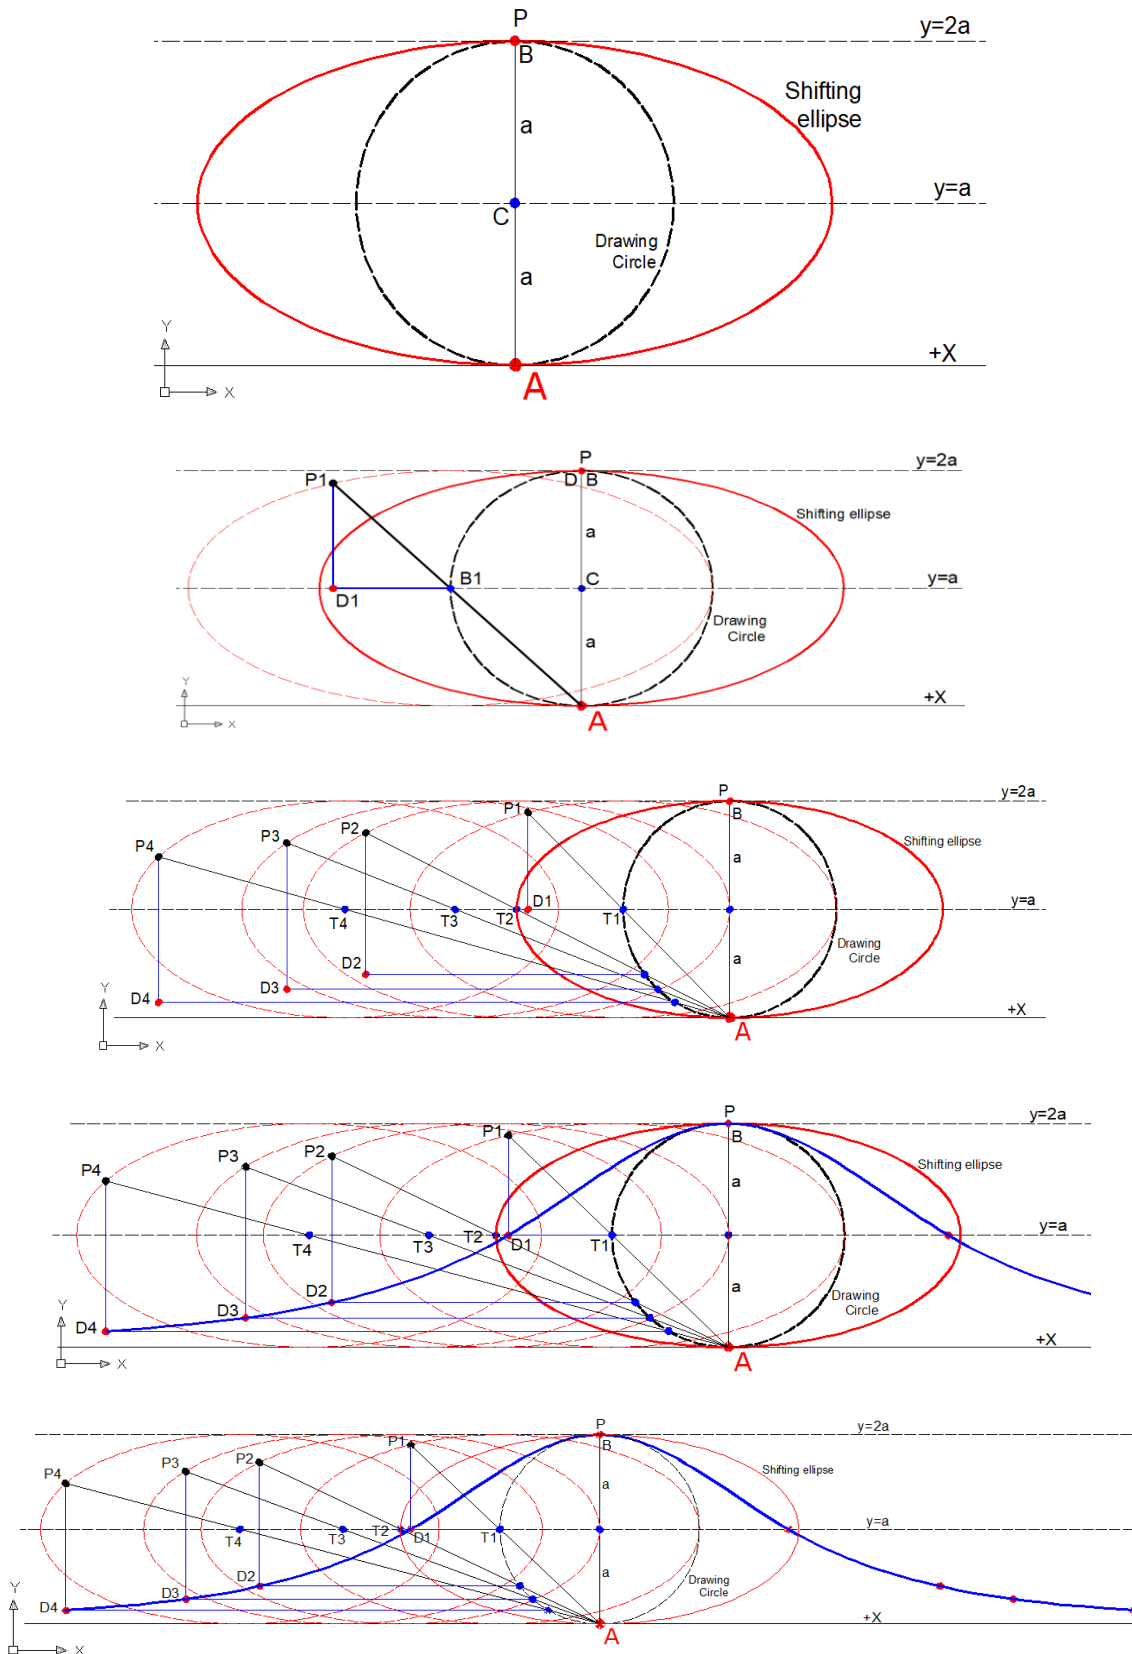 P
y=2a
B
Shifting
ellipse
a
y=a
C
Drawing
Circle
a
Y
+X
X
A
P
y=2a
P1
D
B
Shifting ellipse
a
B1
C
y=a
D1
Drawing
Circle
a
Y
+X
X
A
P
y=2a
P1
B
P2
P3
P4
Shifting ellipse
a
D1
y=a
T4
T3
T2
T1
Drawing
Circle
a
D2
D3
D4
Y
+X
A
X
P
y=2a
P1
B
P2
P3
P4
Shifting ellipse
a
y=a
T4
T3
T2
D1
T1
a
Drawing
Circle
D2
D3
D4
Y
+X
A
X
P
y=2a
P1
B
P2
P3
P4
Shifting ellipse
a
y=a
T4
T3
T2
D1
T1
a
Drawing
Circle
D2
D3
D4
Y
+X
A
X